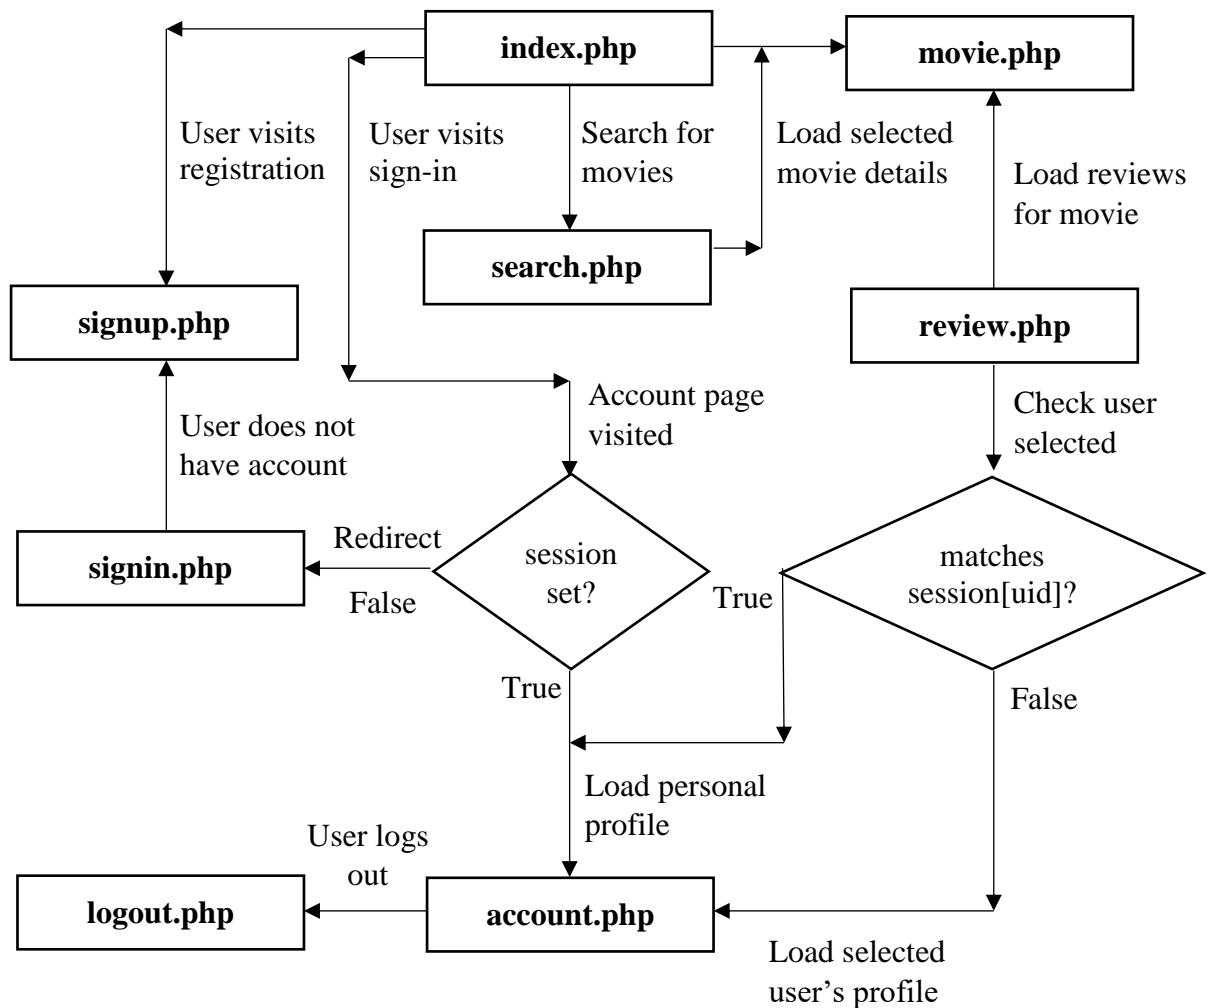 index.php
movie.php
User visits
registration
User visits
sign-in
Search for
movies
Load selected
movie details
Load reviews
for movie
search.php
signup.php
review.php
Account page
visited
Check user
selected
User does not
have account
signin.php
Redirect
False
session
set?
True
matches
session[uid]?
True
False
Load personal
profile
User logs
out
logout.php
account.php
Load selected
user’s profile